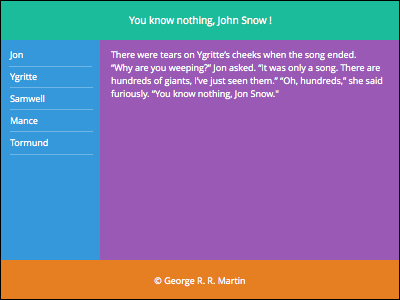 You know nothing, John Snow !
Jon
Ygritte
Samwell
Mance
Tormund
There were tears on Ygritte's cheeks when the song ended.
“Why are you weeping?” Jon asked. “It was only a song. There are
hundreds of giants, I've just seen them.” “Oh, hundreds,” she said
furiously. “You know nothing, Jon Snow."
© George R. R. Martin